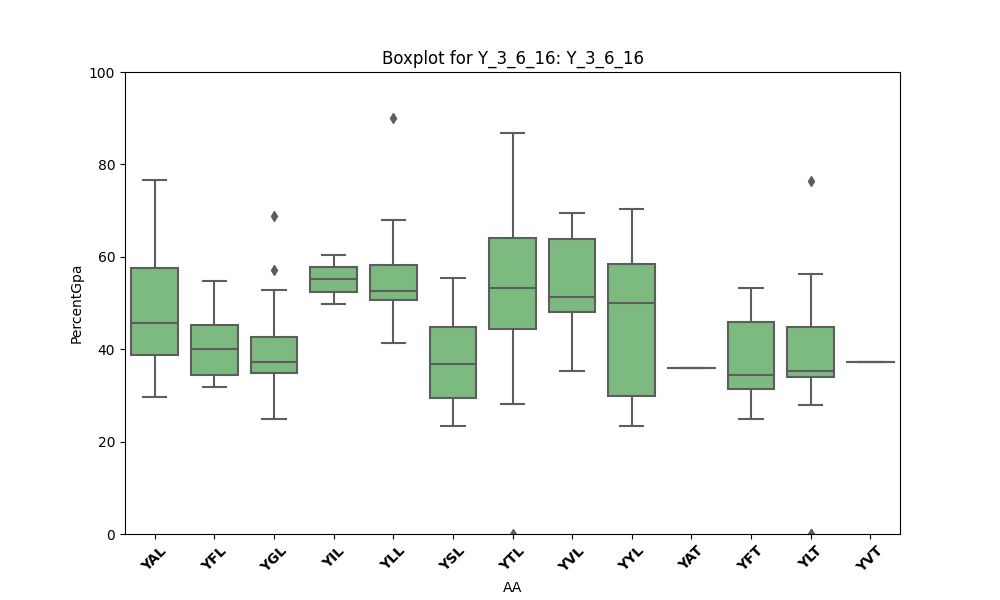 Boxplot for Y_3_6_16: Y_3_6_16
100
80
60
40
20
0
PercentGpa
YAL YFL YGL YIL YLL YSL YTL YVL YYL YAT YFT YLT YVT
AA